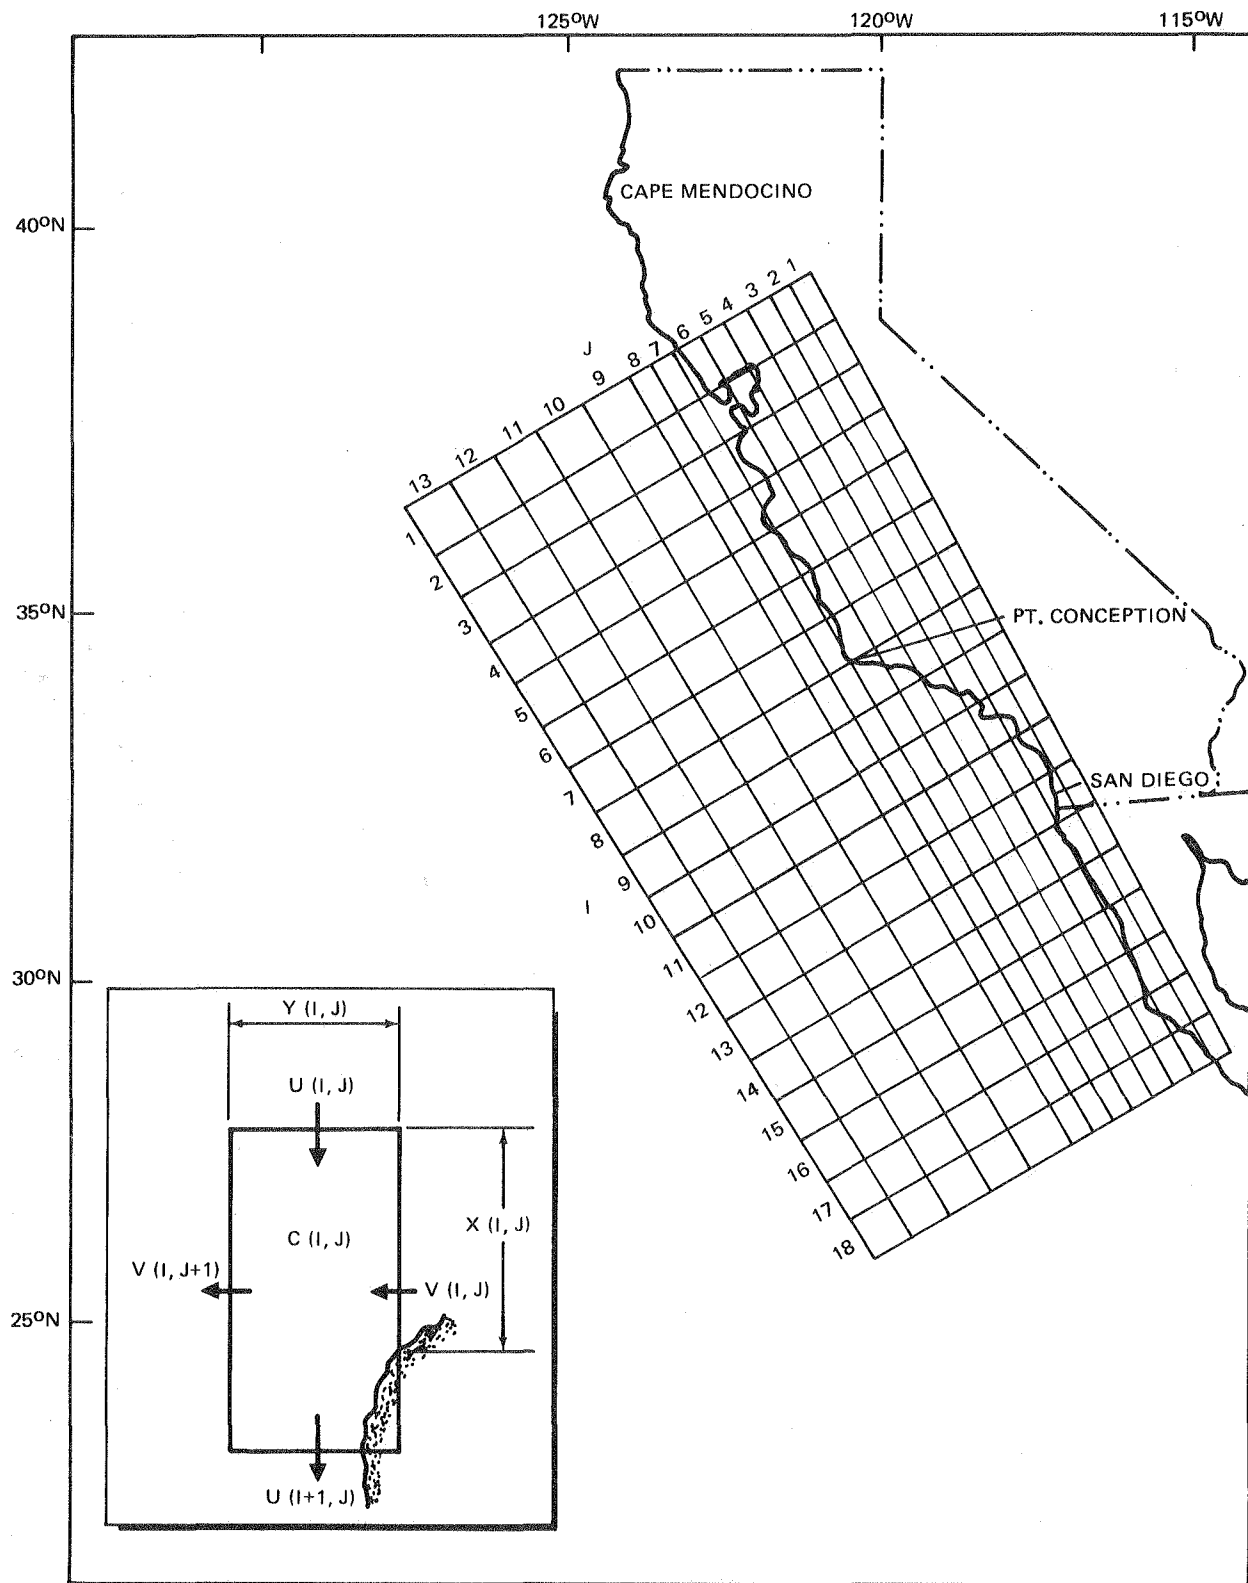 125°W 120°W 115°W
CAPE MENDOCINO
40°N
1
2
3
4
5
6
7
8
J
9
10
11
12
13
1
2
3
4
5
6
7
8
9
10
11
12
13
14
15
16
17
18
I
35°N
PT. CONCEPTION
SAN DIEGO
30°N
25°N
Y (I, J)
U (I, J)
X (I, J)
C (I, J)
V (I, J+1)
V (I, J)
U (I+1, J)